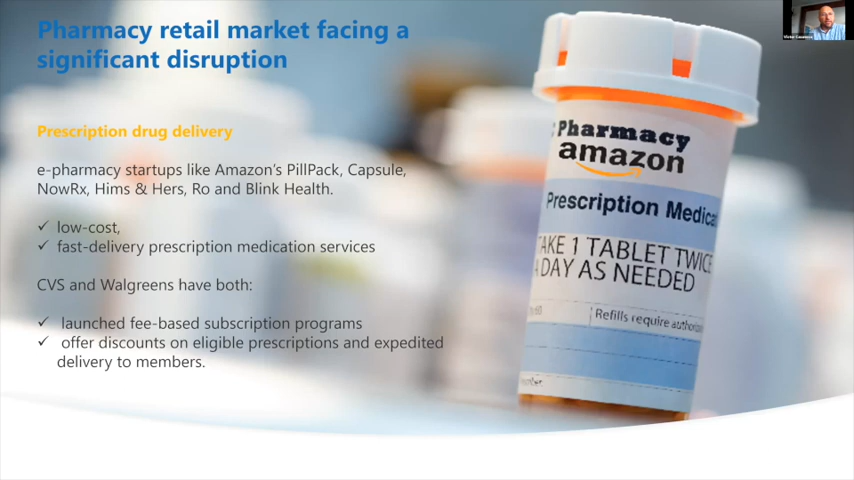 Pharmacy retail market facing a
significant disruption
Prescription drug delivery
e-pharmacy startups like Amazon's PillPack, Capsule,
NowRx, Hims & Hers, Ro and Blink Health.
✓ low-cost,
✓ fast-delivery prescription medication services
CVS and Walgreens have both:
✓ launched fee-based subscription programs
✓ offer discounts on eligible prescriptions and expedited
delivery to members.
Pharmacy
amazon
Prescription Medica
TAKE 1 TABLET TWICE
A DAY AS NEEDED
Refills require authoriz